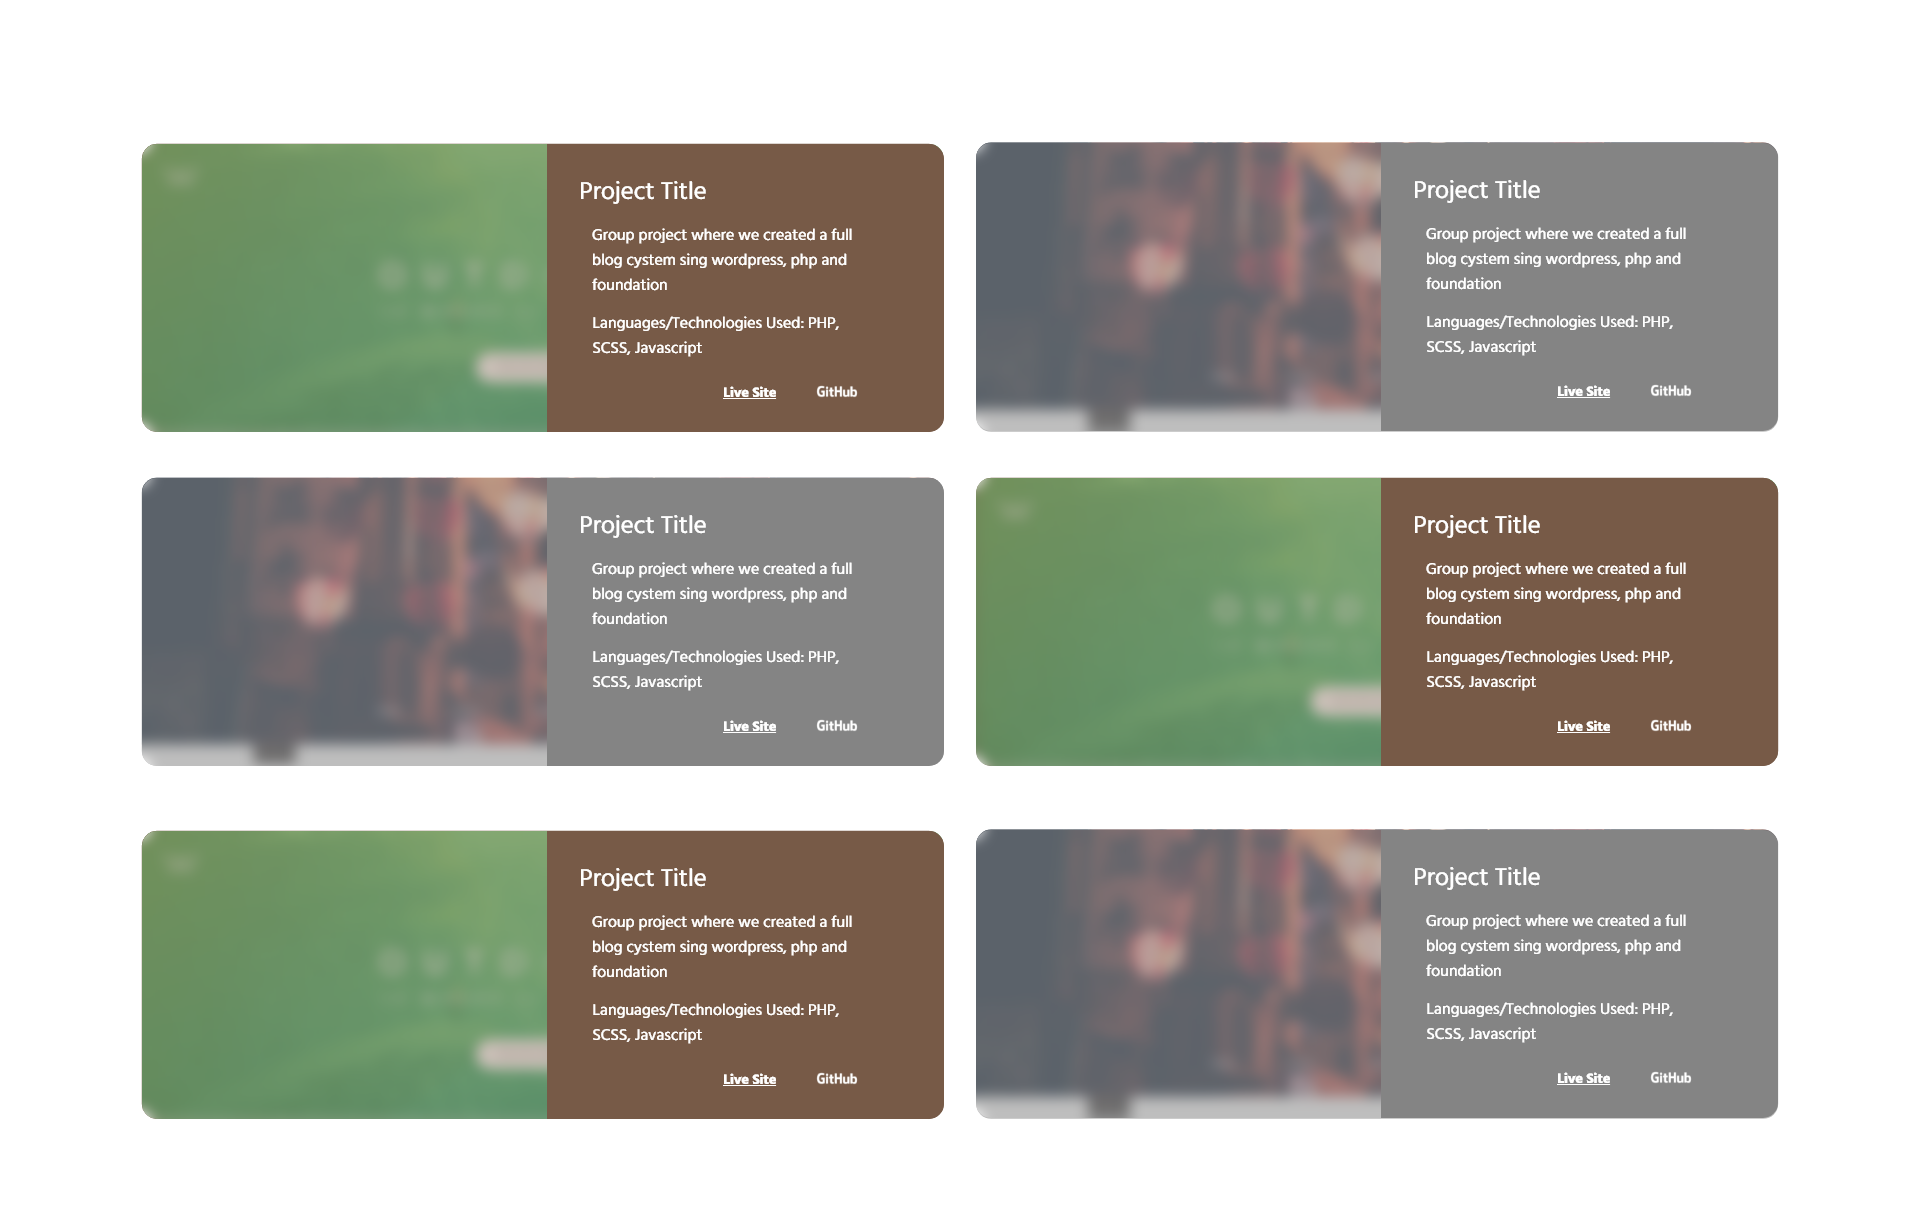 Project Title
Group project where we created a full
blog cystem sing wordpress, php and
foundation
Languages/Technologies Used: PHP,
SCSS, Javascript
Live Site GitHub
Project Title
Group project where we created a full
blog cystem sing wordpress, php and
foundation
Languages/Technologies Used: PHP,
SCSS, Javascript
Live Site GitHub
Project Title
Group project where we created a full
blog cystem sing wordpress, php and
foundation
Languages/Technologies Used: PHP,
SCSS, Javascript
Live Site GitHub
Project Title
Group project where we created a full
blog cystem sing wordpress, php and
foundation
Languages/Technologies Used: PHP,
SCSS, Javascript
Live Site GitHub
Project Title
Group project where we created a full
blog cystem sing wordpress, php and
foundation
Languages/Technologies Used: PHP,
SCSS, Javascript
Live Site GitHub
Project Title
Group project where we created a full
blog cystem sing wordpress, php and
foundation
Languages/Technologies Used: PHP,
SCSS, Javascript
Live Site GitHub